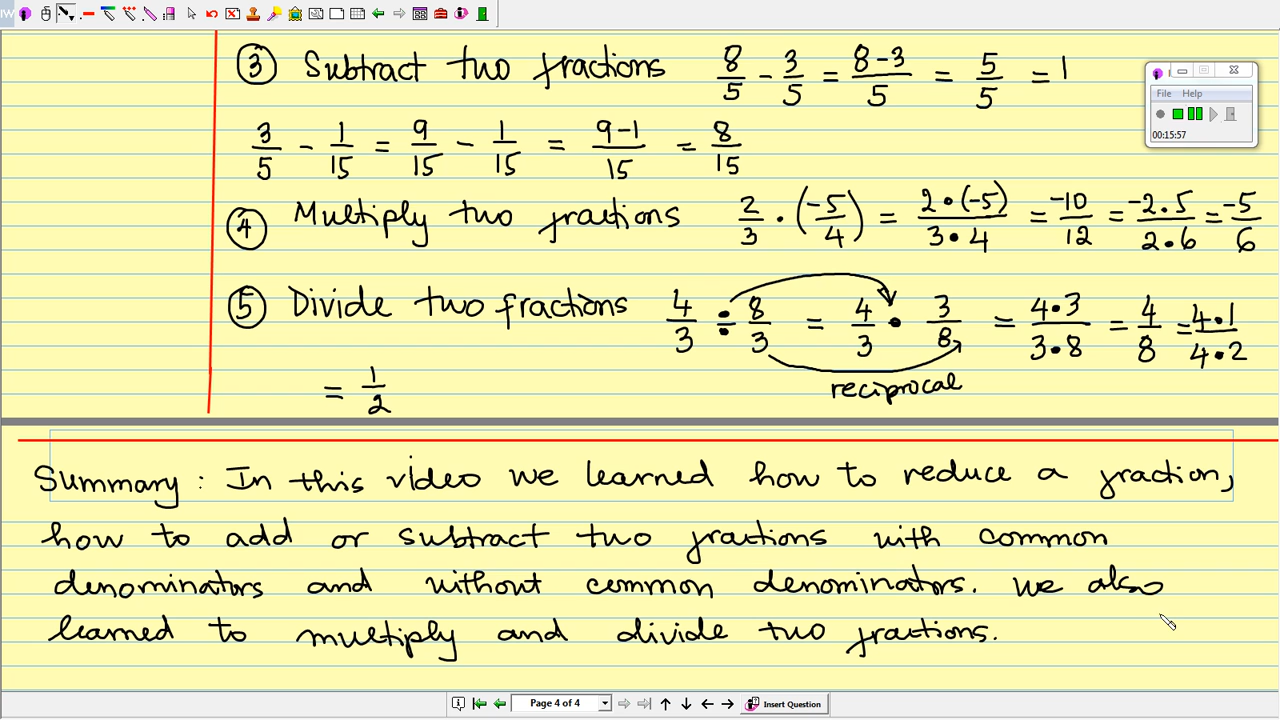 ③ Subtract two fractions 8/5 - 3/5 = (8-3)/5 = 5/5 = 1
File Help
00:15:57
3/5 - 1/15 = 9/15 - 1/15 = (9-1)/15 = 8/15
④ Multiply two fractions 2/3 • (-5/4) = (2•(-5))/(3•4) = -10/12 = (-2.5)/(2•6) = -5/6
⑤ Divide two fractions 4/3 ÷ 8/3 = 4/3 • 3/8 = (4•3)/(3•8) = 4/8 = (4•1)/(4•2)
reciprocal
= 1/2
Summary: In this video we learned how to reduce a fraction,
how to add or subtract two fractions with common
denominators and without common denominators. We also
learned to multiply and divide two fractions.
Page 4 of 4
Insert Question